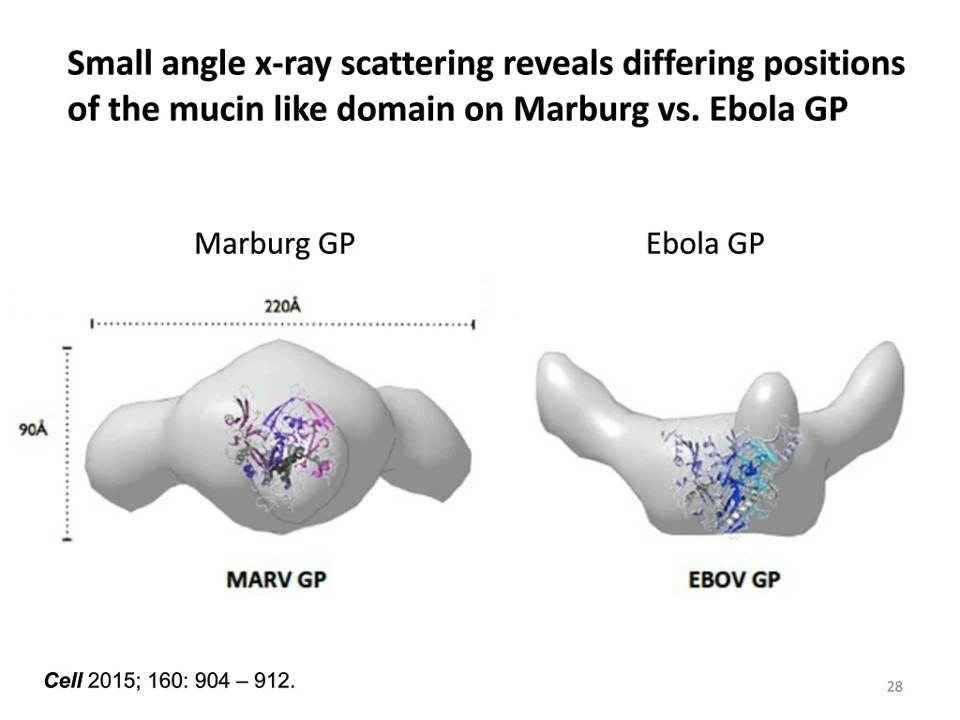 Small angle x-ray scattering reveals differing positions
of the mucin like domain on Marburg vs. Ebola GP
Marburg GP
Ebola GP
220Å
90Å
MARV GP
EBOV GP
Cell 2015; 160: 904 – 912.
28